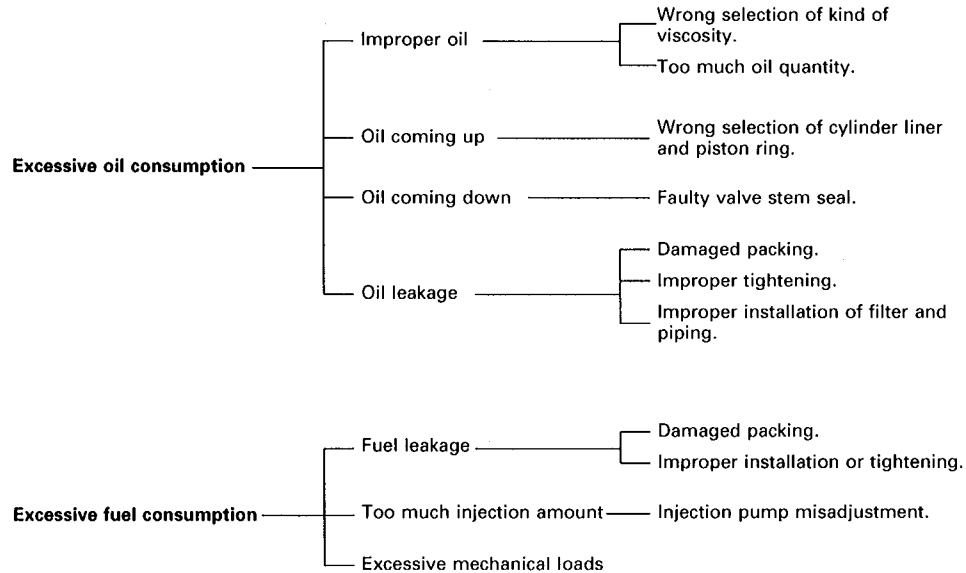 Wrong selection of kind of
viscosity.
Improper oil
Too much oil quantity.
Oil coming up
Wrong selection of cylinder liner
and piston ring.
Excessive oil consumption
Oil coming down
Faulty valve stem seal.
Damaged packing.
Oil leakage
Improper tightening.
Improper installation of filter and
piping.
Fuel leakage
Damaged packing.
Improper installation or tightening.
Excessive fuel consumption
Too much injection amount
Injection pump misadjustment.
Excessive mechanical loads